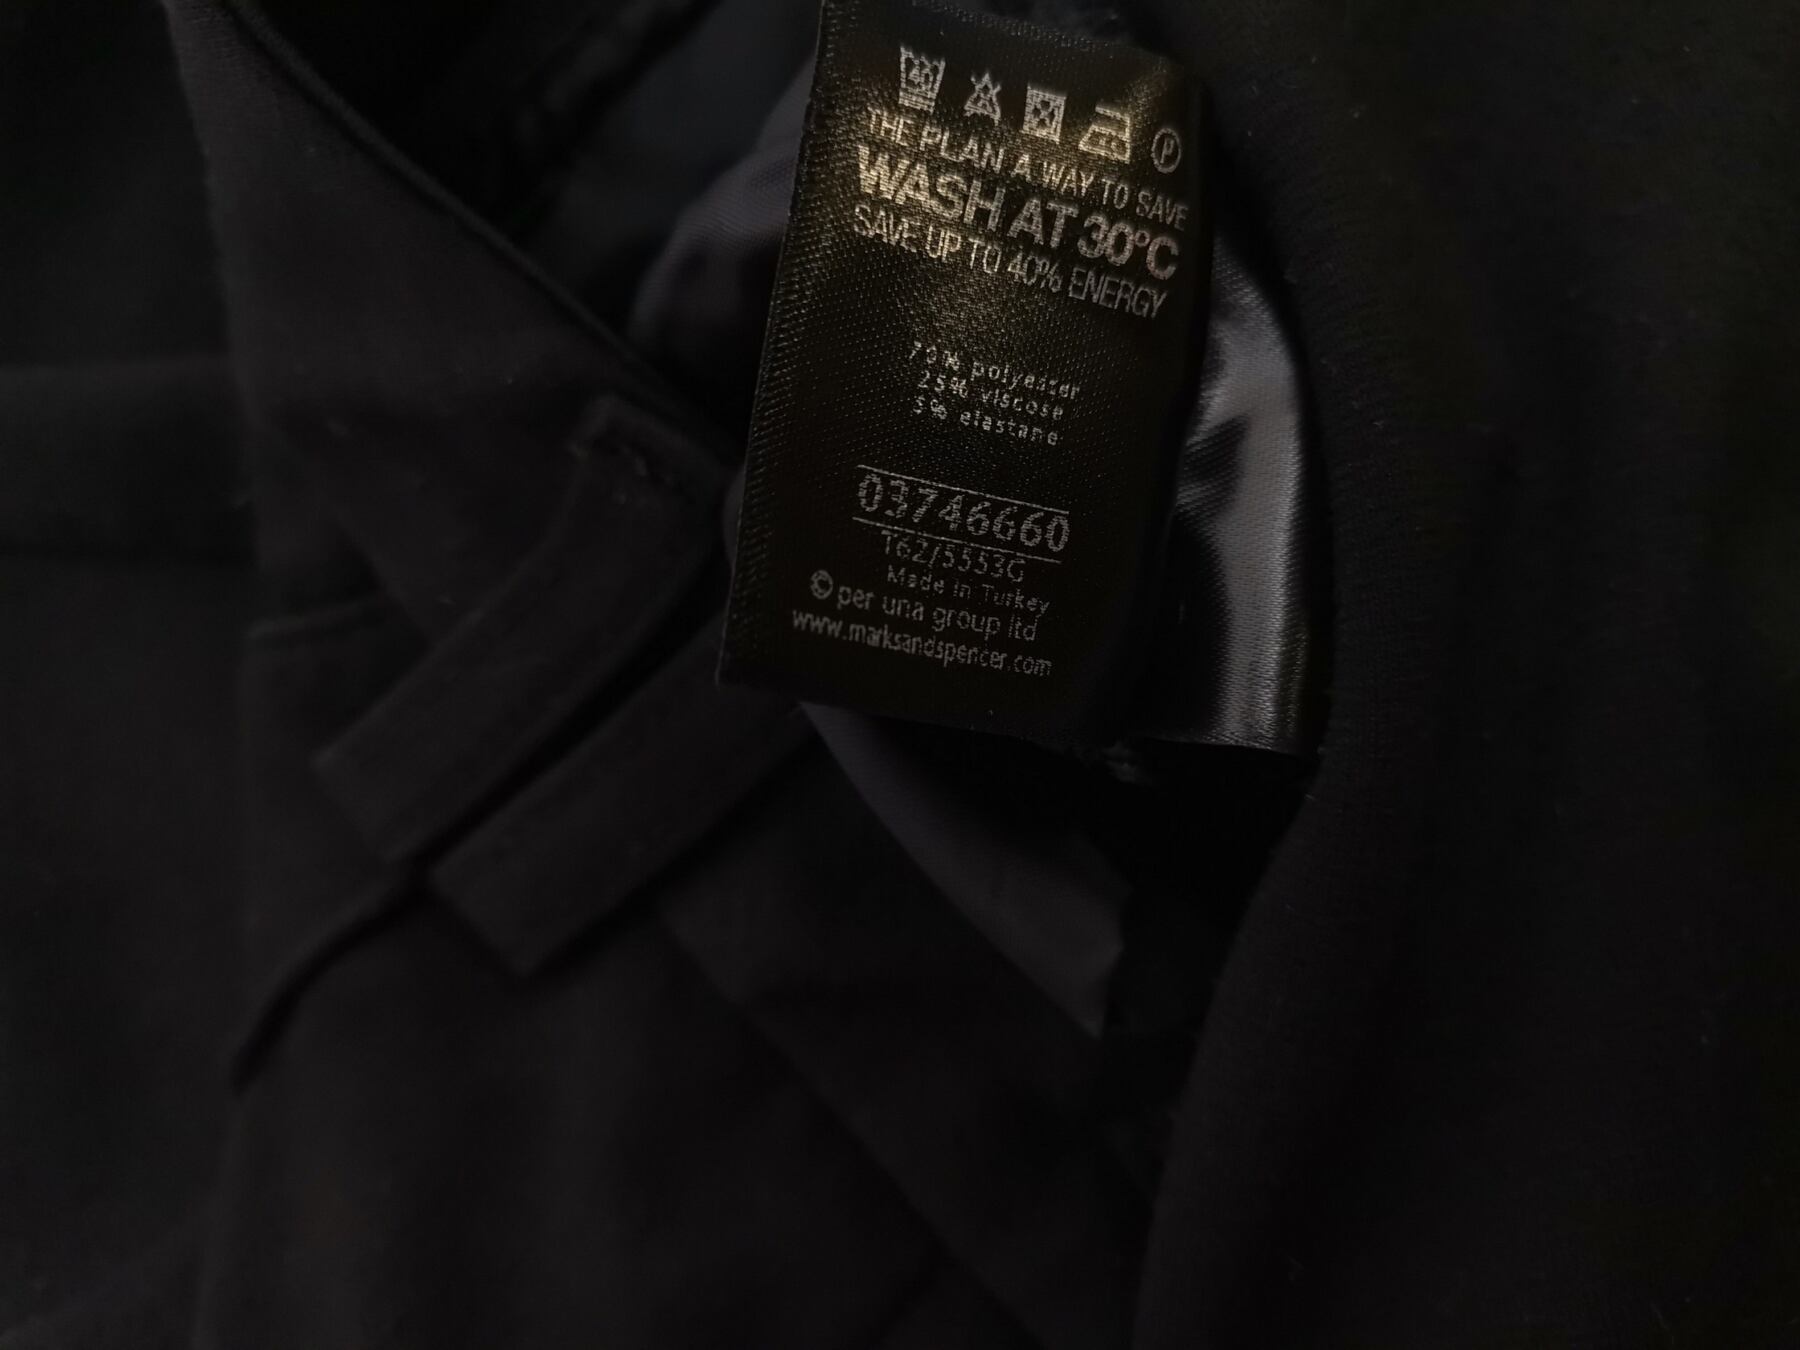 40
P
THE PLAN A WAY TO SAVE
WASH AT 30°C
SAVE UP TO 40% ENERGY
70% polyester
25% viscose
5% elastane
03746660
T62/5553G
Made in Turkey
© per una group ltd
www.marksandspencer.com